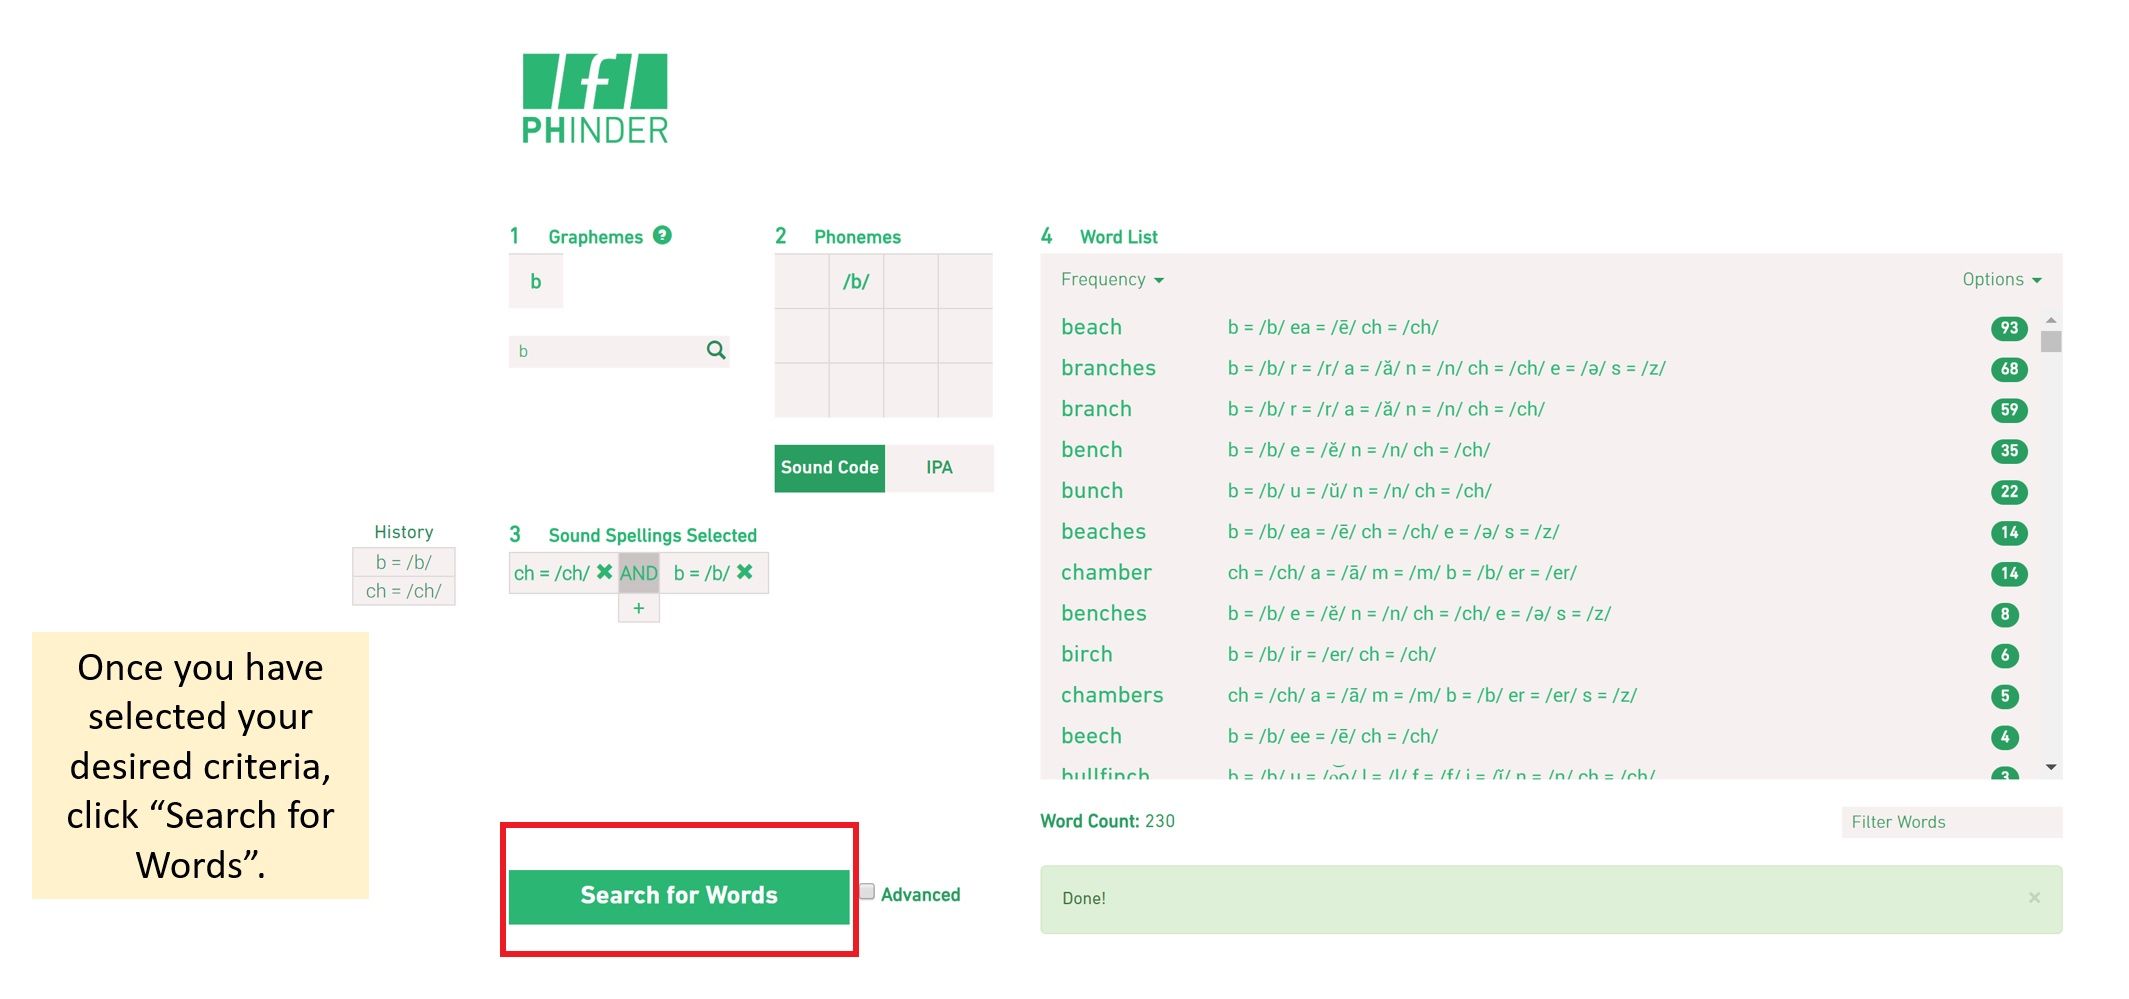 /f/
PHINDER
1 Graphemes ?
b
b
2 Phonemes
/b/
Sound Code IPA
History
b = /b/
ch = /ch/
3 Sound Spellings Selected
ch = /ch/ ✖ AND b = /b/ ✖
+
Once you have
selected your
desired criteria,
click “Search for
Words”.
Search for Words
Advanced
4 Word List
Frequency Options
beach b = /b/ ea = /ē/ ch = /ch/ 93
branches b = /b/ r = /r/ a = /ă/ n = /n/ ch = /ch/ e = /ə/ s = /z/ 68
branch b = /b/ r = /r/ a = /ă/ n = /n/ ch = /ch/ 59
bench b = /b/ e = /ĕ/ n = /n/ ch = /ch/ 35
bunch b = /b/ u = /ŭ/ n = /n/ ch = /ch/ 22
beaches b = /b/ ea = /ē/ ch = /ch/ e = /ə/ s = /z/ 14
chamber ch = /ch/ a = /ā/ m = /m/ b = /b/ er = /er/ 14
benches b = /b/ e = /ĕ/ n = /n/ ch = /ch/ e = /ə/ s = /z/ 8
birch b = /b/ ir = /er/ ch = /ch/ 6
chambers ch = /ch/ a = /ā/ m = /m/ b = /b/ er = /er/ s = /z/ 5
beech b = /b/ ee = /ē/ ch = /ch/ 4
bullfinch b = /b/ u = /o͝o/ l = /l/ f = /f/ i = /ĭ/ n = /n/ ch = /ch/ 3
Word Count: 230
Filter Words
Done! ×